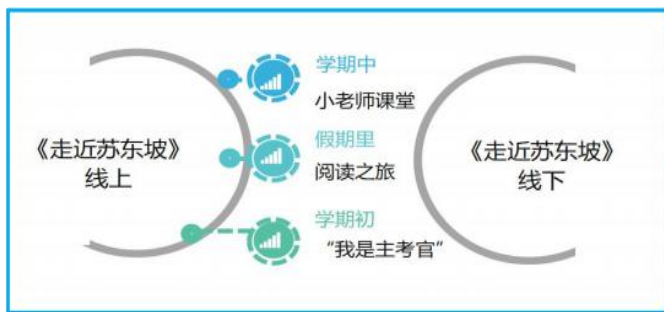 《走近苏东坡》
线上
学期中
小老师课堂
假期里
阅读之旅
学期初
“我是主考官”
《走近苏东坡》
线下